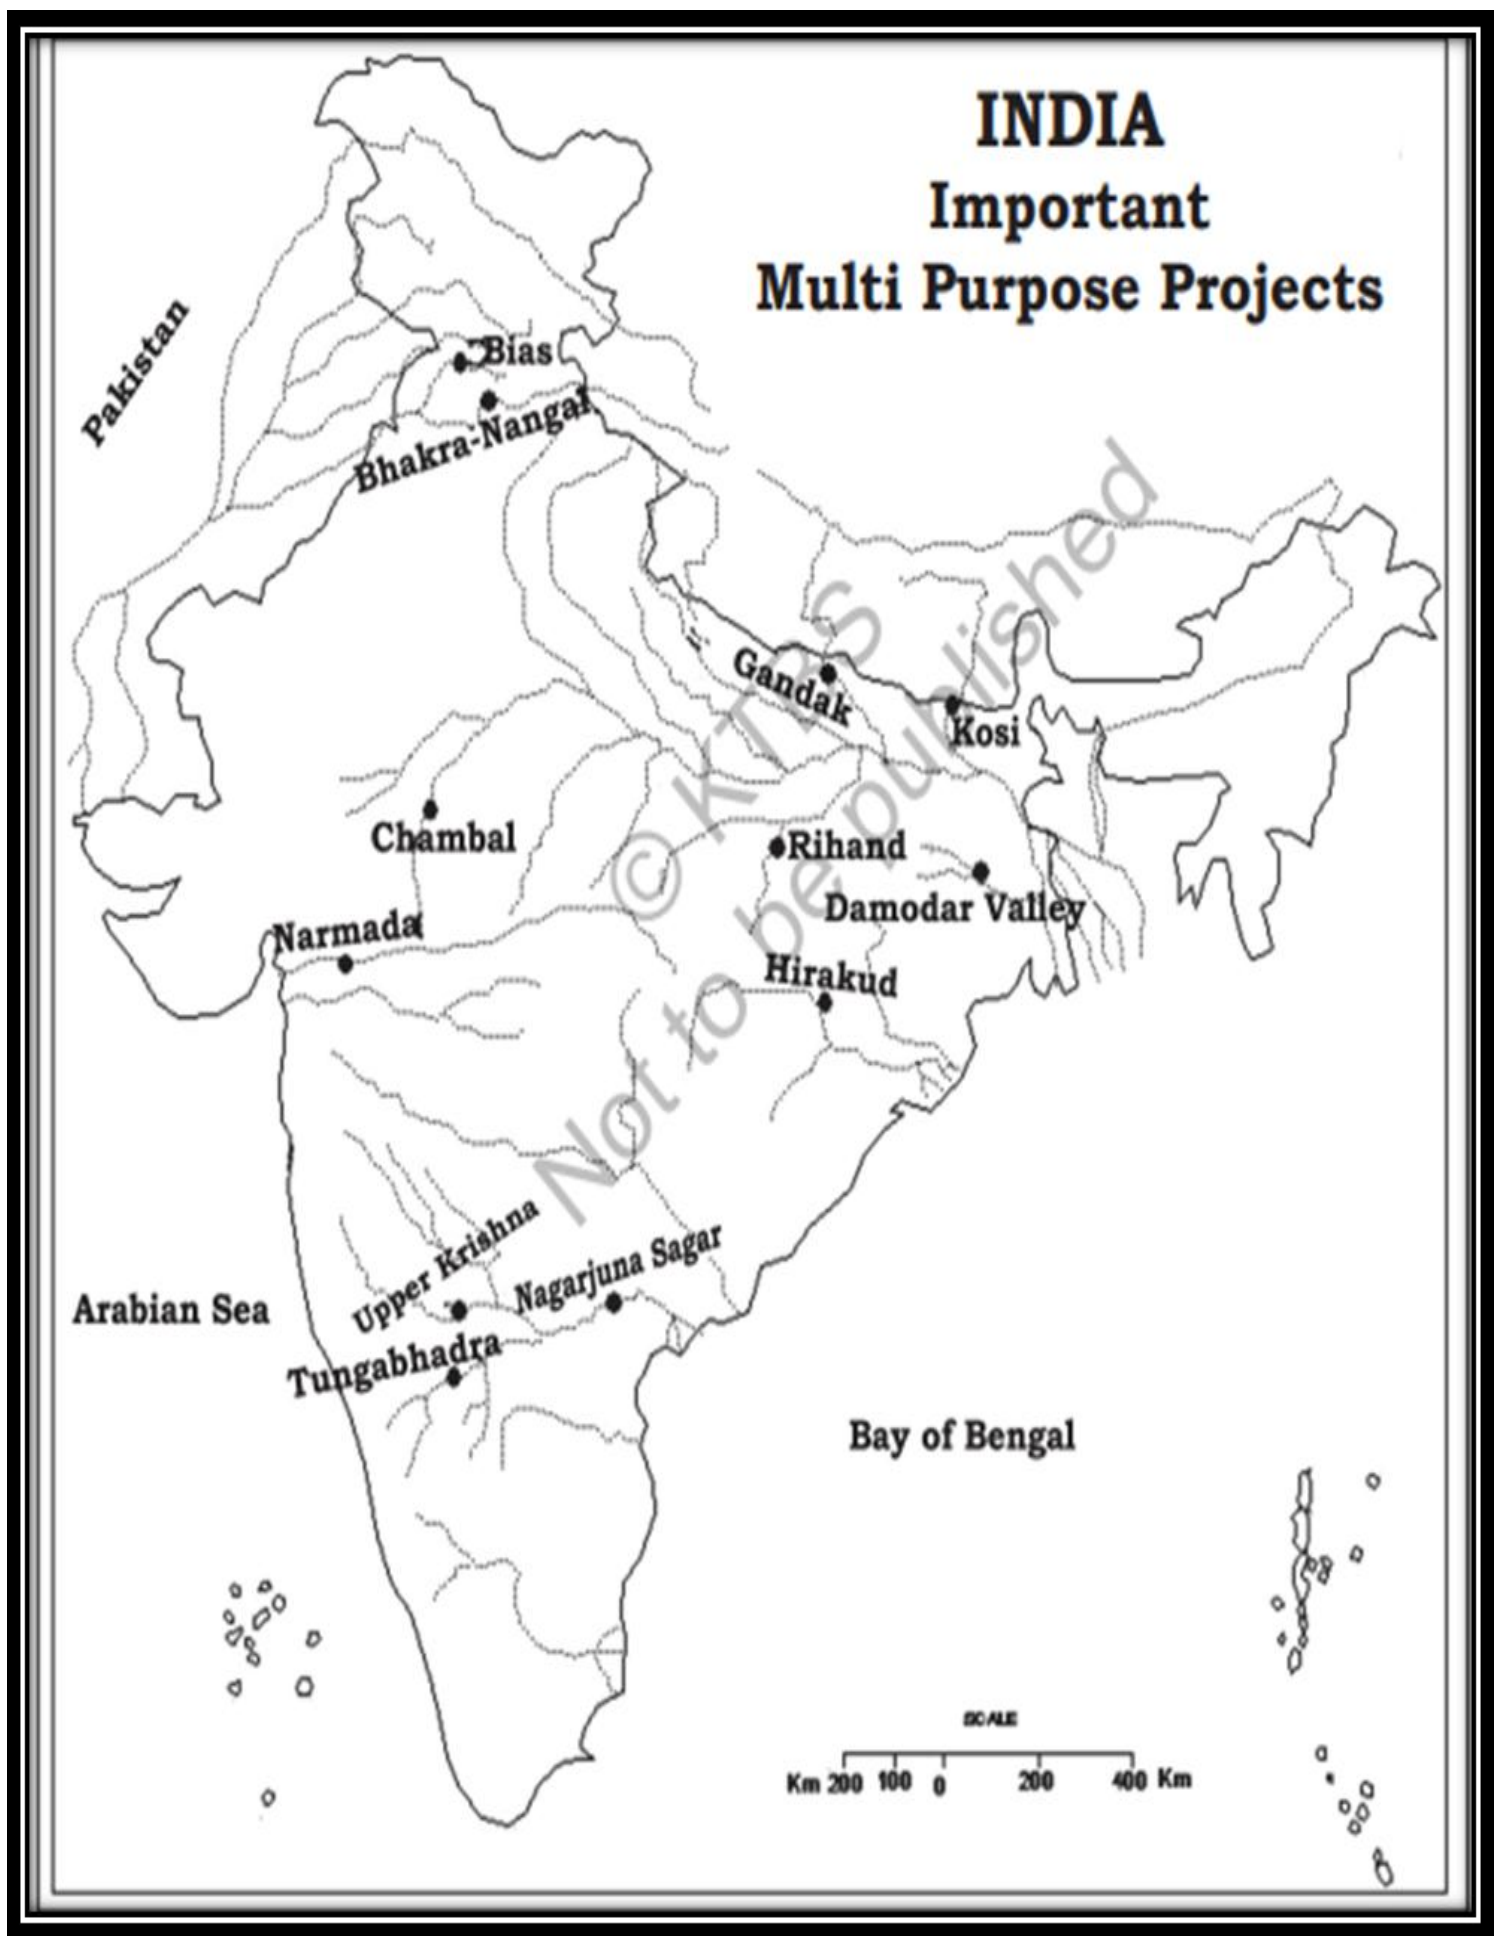 INDIA
Important
Multi Purpose Projects
Pakistan
Bias
Bhakra-Nangal
Gandak
Kosi
Chambal
Rihand
Damodar Valley
Narmada
Hirakud
Upper Krishna
Nagarjuna Sagar
Tungabhadra
Arabian Sea
Bay of Bengal
© KTBS
Not to be published
SCALE
Km 200 100 0 200 400 Km